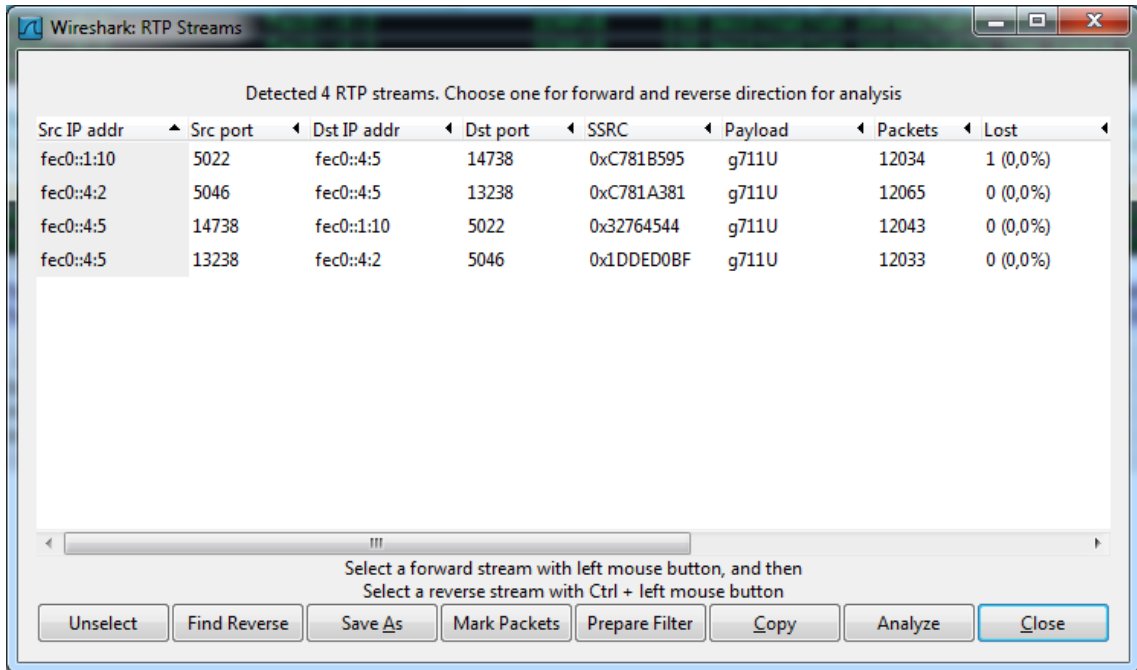 Wireshark: RTP Streams
Detected 4 RTP streams. Choose one for forward and reverse direction for analysis
Src IP addr Src port Dst IP addr Dst port SSRC Payload Packets Lost
fec0::1:10 5022 fec0::4:5 14738 0xC781B595 g711U 12034 1 (0,0%)
fec0::4:2 5046 fec0::4:5 13238 0xC781A381 g711U 12065 0 (0,0%)
fec0::4:5 14738 fec0::1:10 5022 0x32764544 g711U 12043 0 (0,0%)
fec0::4:5 13238 fec0::4:2 5046 0x1DDED0BF g711U 12033 0 (0,0%)
Select a forward stream with left mouse button, and then
Select a reverse stream with Ctrl + left mouse button
Unselect Find Reverse Save As Mark Packets Prepare Filter Copy Analyze Close